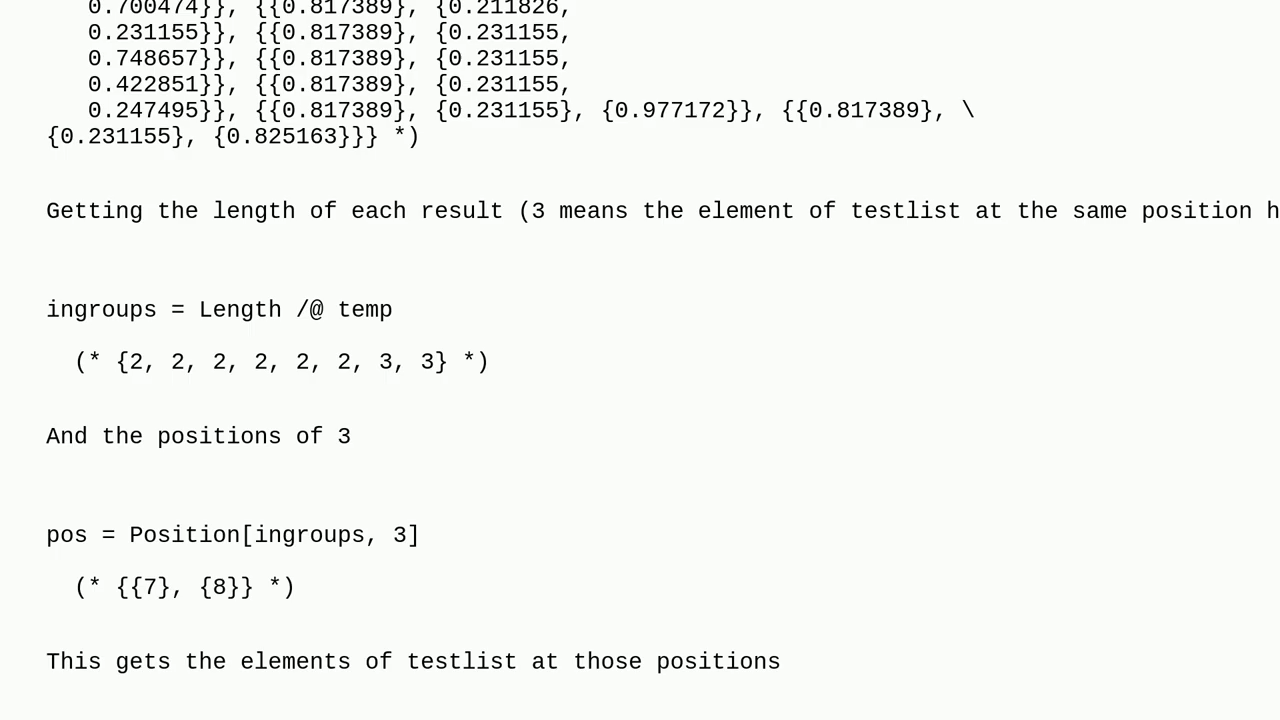 0.700474}}, {{0.817389}, {0.211826,
0.231155}}, {{0.817389}, {0.231155,
0.748657}}, {{0.817389}, {0.231155,
0.422851}}, {{0.817389}, {0.231155,
0.247495}}, {{0.817389}, {0.231155}, {0.977172}}, {{0.817389}, \
{0.231155}, {0.825163}}} *)
Getting the length of each result (3 means the element of testlist at the same position h
ingroups = Length /@ temp
(* {2, 2, 2, 2, 2, 2, 3, 3} *)
And the positions of 3
pos = Position[ingroups, 3]
(* {{7}, {8}} *)
This gets the elements of testlist at those positions